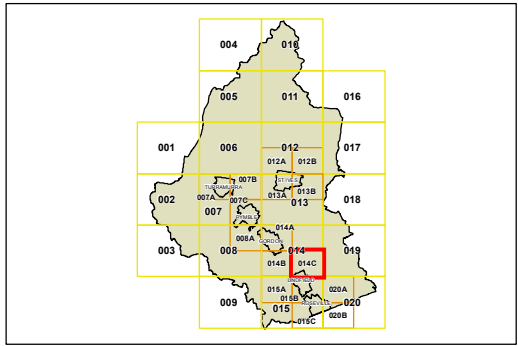 004 010
005 011 016
001 006 012 017
012A 012B
007B ST IVES
TURRAMURRA
002 007A 007C 013A 013B 018
007 013
PYMBLE
014A
008A GORDON
003 008 014 019
014B 014C
LINDFIELD
015A 020A
009 015B ROSEVILLE 020
015 020B
015C